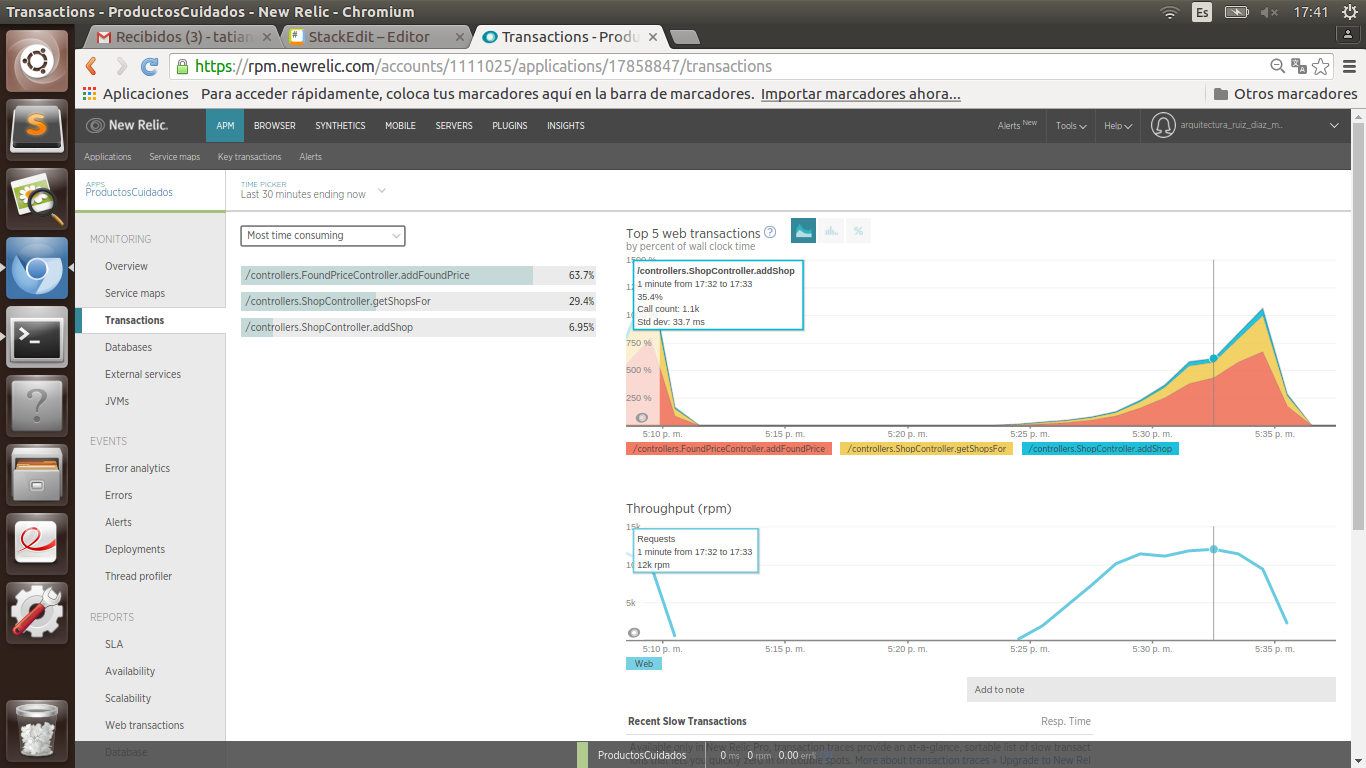 Transactions - ProductosCuidados - New Relic - Chromium
Es
17:41
Recibidos (3) - tatian
StackEdit – Editor
Transactions - Produ
https://rpm.newrelic.com/accounts/1111025/applications/17858847/transactions
Aplicaciones
Para acceder rápidamente, coloca tus marcadores aquí en la barra de marcadores. Importar marcadores ahora...
Otros marcadores
New Relic.
APM
BROWSER
SYNTHETICS
MOBILE
SERVERS
PLUGINS
INSIGHTS
Alerts New
Tools
Help
arquitectura_ruiz_diaz_m..
Applications
Service maps
Key transactions
Alerts
APPS
ProductosCuidados
TIME PICKER
Last 30 minutes ending now
MONITORING
Overview
Service maps
Transactions
Databases
External services
JVMs
EVENTS
Error analytics
Errors
Alerts
Deployments
Thread profiler
REPORTS
SLA
Availability
Scalability
Web transactions
Database
Most time consuming
/controllers.FoundPriceController.addFoundPrice 63.7%
/controllers.ShopController.getShopsFor 29.4%
/controllers.ShopController.addShop 6.95%
Top 5 web transactions ?
%
by percent of wall clock time
1500 %
/controllers.ShopController.addShop
1 minute from 17:32 to 17:33
35.4%
Call count: 1.1k
Std dev: 33.7 ms
750 %
500 %
250 %
5:10 p. m. 5:15 p. m. 5:20 p. m. 5:25 p. m. 5:30 p. m. 5:35 p. m.
/controllers.FoundPriceController.addFoundPrice
/controllers.ShopController.getShopsFor
/controllers.ShopController.addShop
Throughput (rpm)
15k
Requests
1 minute from 17:32 to 17:33
12k rpm
5k
5:10 p. m. 5:15 p. m. 5:20 p. m. 5:25 p. m. 5:30 p. m. 5:35 p. m.
Web
Add to note
Recent Slow Transactions
Resp. Time
Available only in New Relic Pro, transaction traces provide an at-a-glance, sortable list of slow transact
spots. More about transaction traces » Upgrade to New Rel
ProductosCuidados
0 ms 0 rpm 0.00 err%